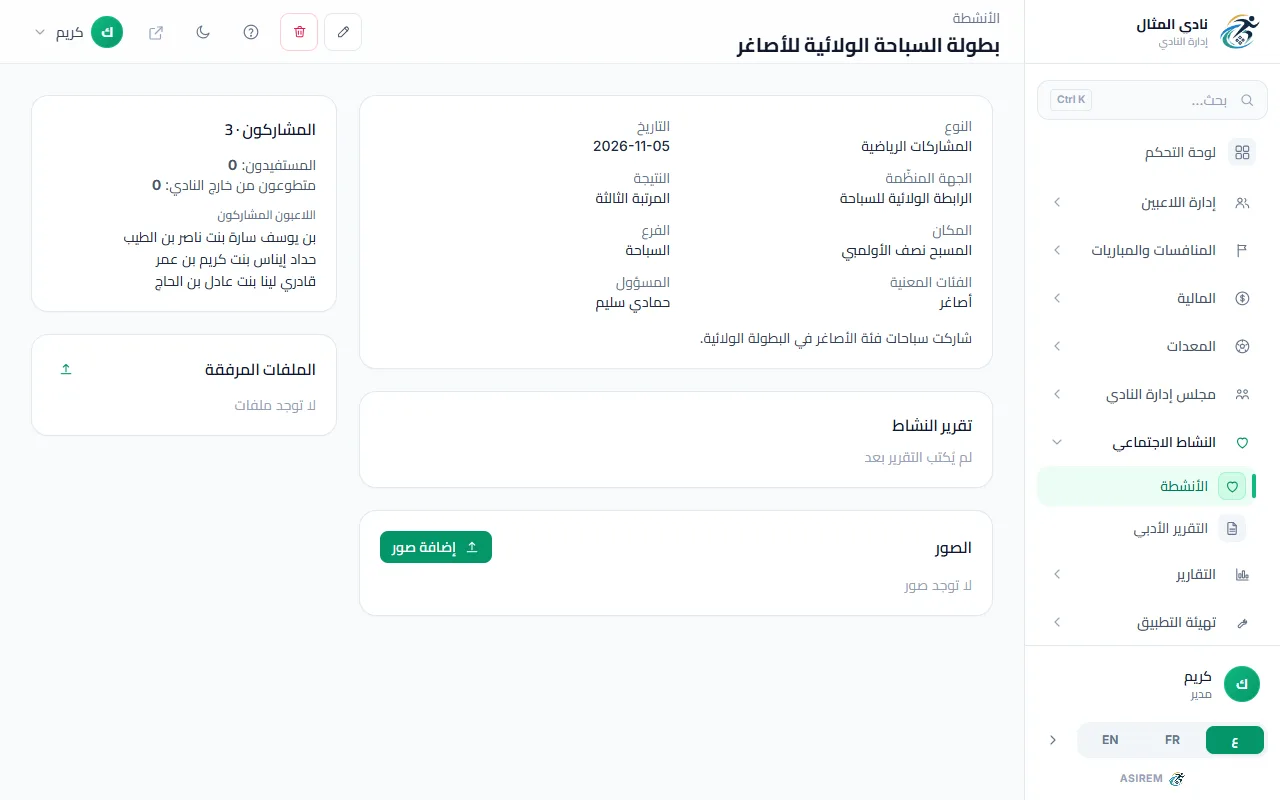 نادي المثال
إدارة النادي
بحث...
Ctrl K
لوحة التحكم
إدارة اللاعبين
المنافسات والمباريات
المالية
المعدات
مجلس إدارة النادي
النشاط الاجتماعي
الأنشطة
التقرير الأدبي
التقارير
تهيئة التطبيق
ك
كريم
مدير
ع
FR
EN
ASIREM
الأنشطة
بطولة السباحة الولائية للأصاغر
ك
كريم
النوع
المشاركات الرياضية
التاريخ
2026-11-05
الجهة المنظّمة
الرابطة الولائية للسباحة
النتيجة
المرتبة الثالثة
المكان
المسبح نصف الأولمبي
الفرع
السباحة
الفئات المعنية
أصاغر
المسؤول
حمادي سليم
شاركت سباحات فئة الأصاغر في البطولة الولائية.
تقرير النشاط
لم يُكتب التقرير بعد
الصور
إضافة صور
لا توجد صور
المشاركون · 3
المستفيدون: 0
متطوعون من خارج النادي: 0
اللاعبون المشاركون
بن يوسف سارة بنت ناصر بن الطيب
حداد إيناس بنت كريم بن عمر
قادري لينا بنت عادل بن الحاج
الملفات المرفقة
لا توجد ملفات